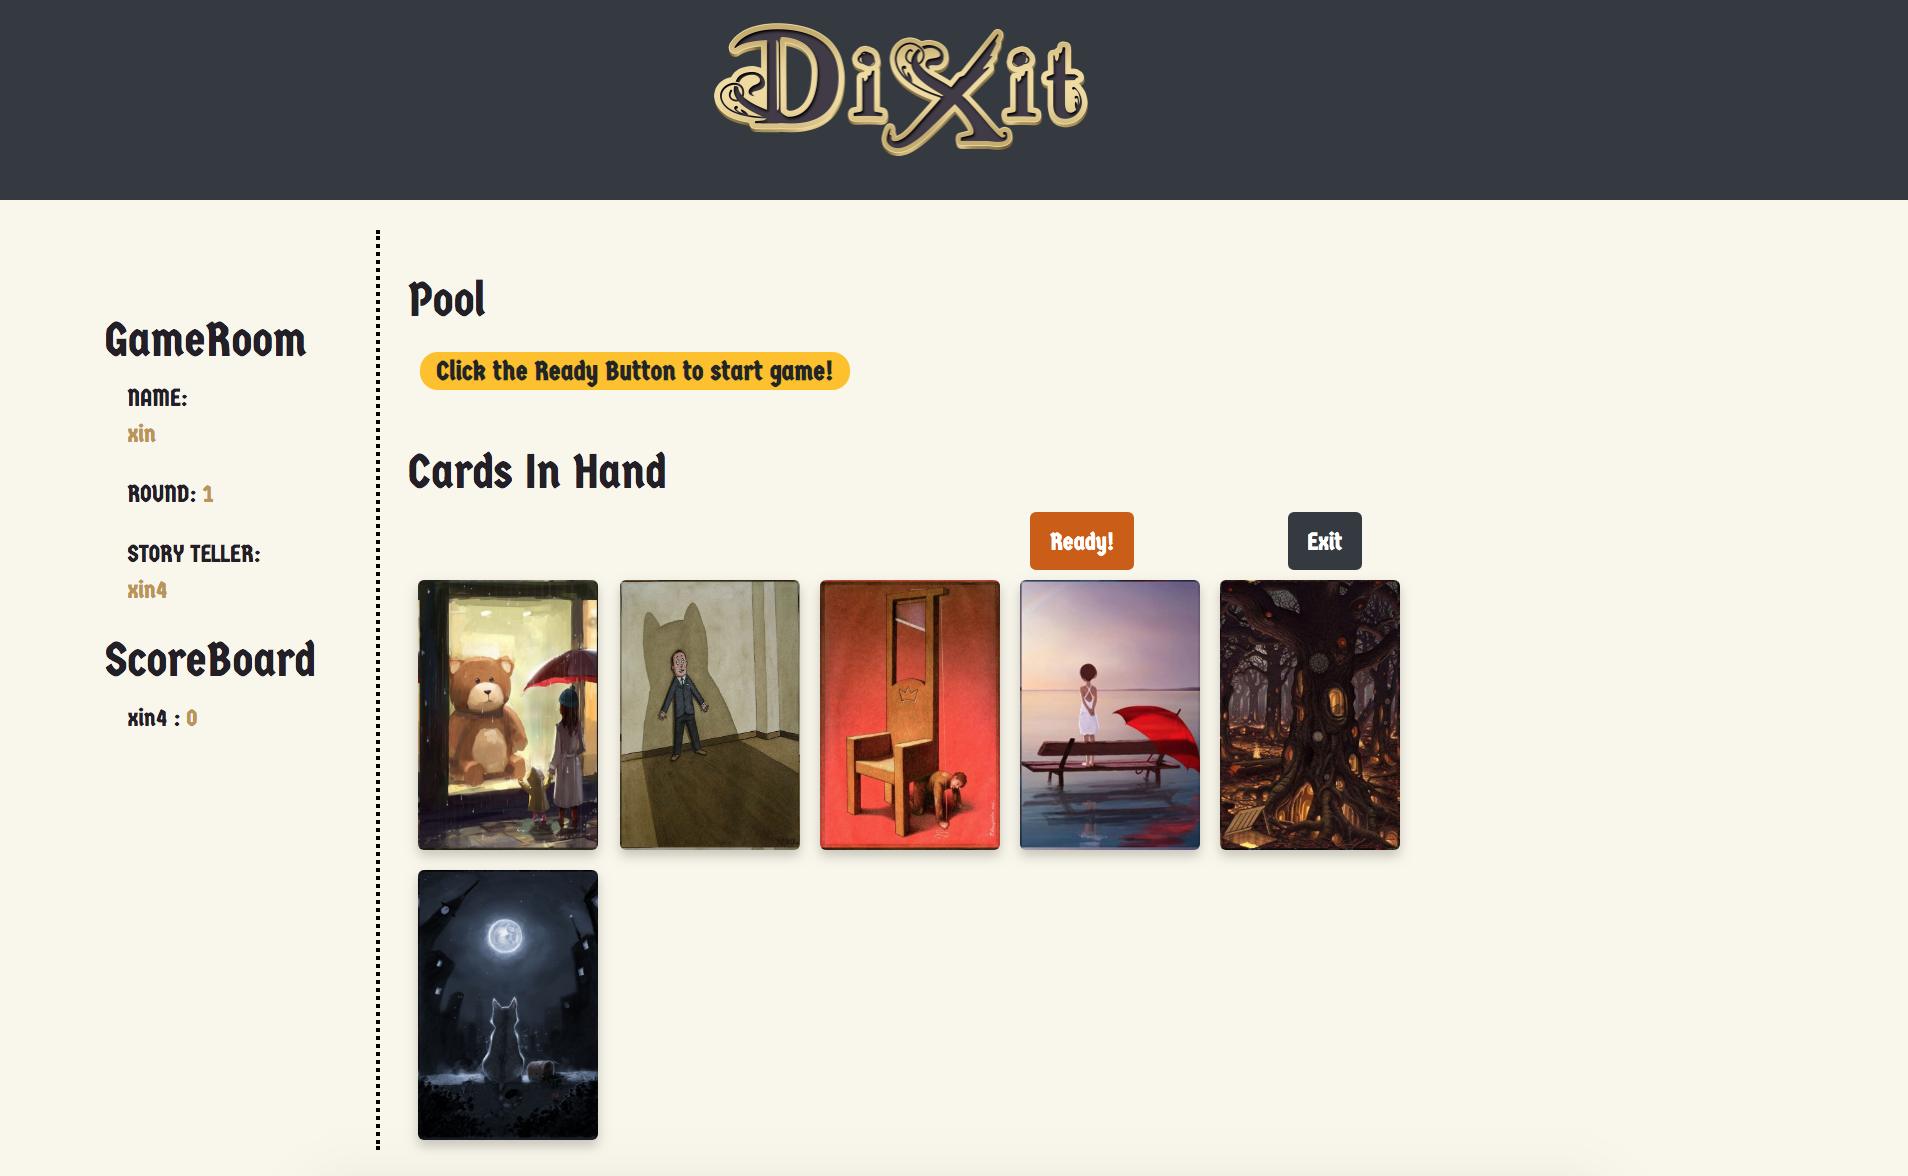 DiXit
GameRoom
NAME:
xin
ROUND: 1
STORY TELLER:
xin4
ScoreBoard
xin4 : 0
Pool
Click the Ready Button to start game!
Cards In Hand
Ready!
Exit